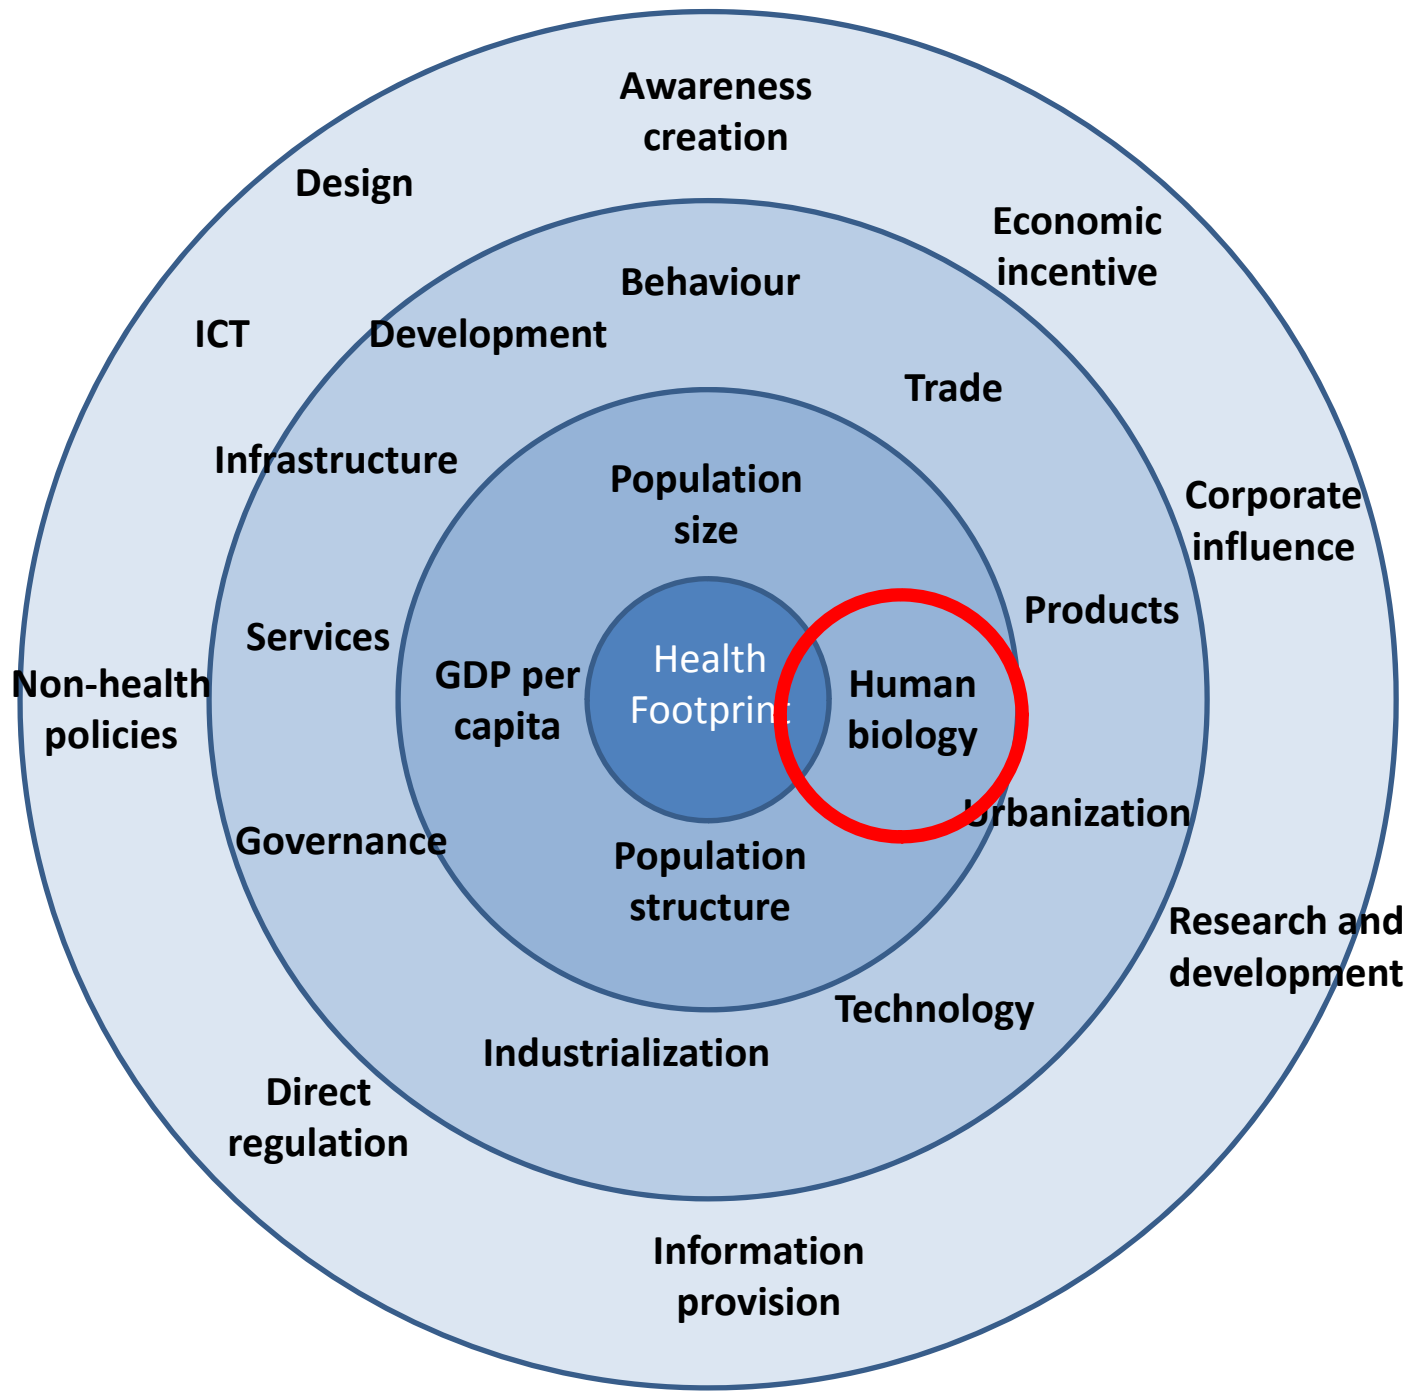 Awareness
creation
Design
Economic
incentive
Behaviour
ICT
Development
Trade
Infrastructure
Population
size
Corporate
influence
Products
Services
Health
Footprint
GDP per
capita
Human
biology
Non-health
policies
Urbanization
Governance
Population
structure
Research and
development
Technology
Industrialization
Direct
regulation
Information
provision